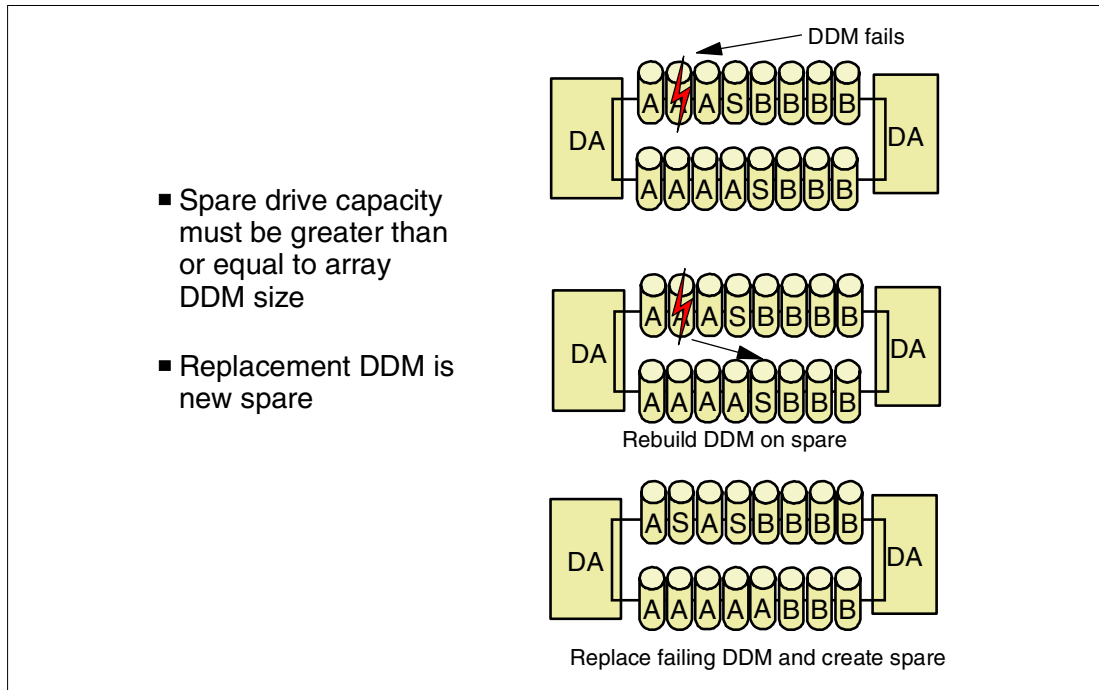 DDM fails
A A A S B B B B
DA DA
A A A A S B B B
■ Spare drive capacity
must be greater than
or equal to array
DDM size
■ Replacement DDM is
new spare
A A A S B B B B
DA DA
A A A A S B B B
Rebuild DDM on spare
A S A S B B B B
DA DA
A A A A A B B B
Replace failing DDM and create spare